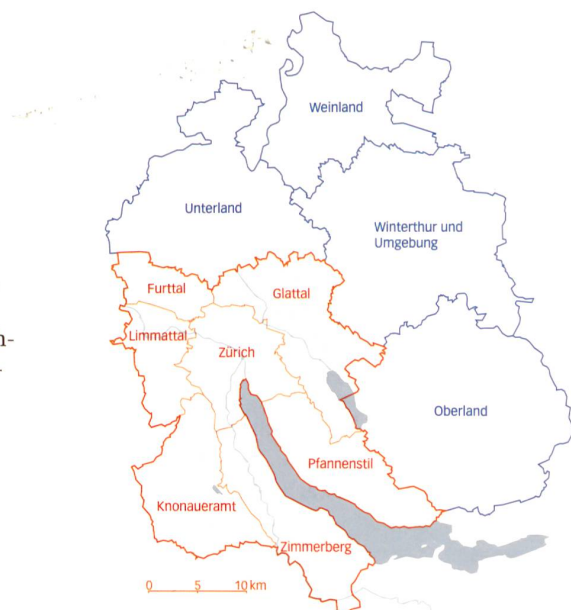 Weinland
Unterland
Winterthur und
Umgebung
Furttal
Glattal
Limmattal
Zürich
Oberland
Pfannenstil
Knonaueramt
Zimmerberg
0 5 10 km
n-